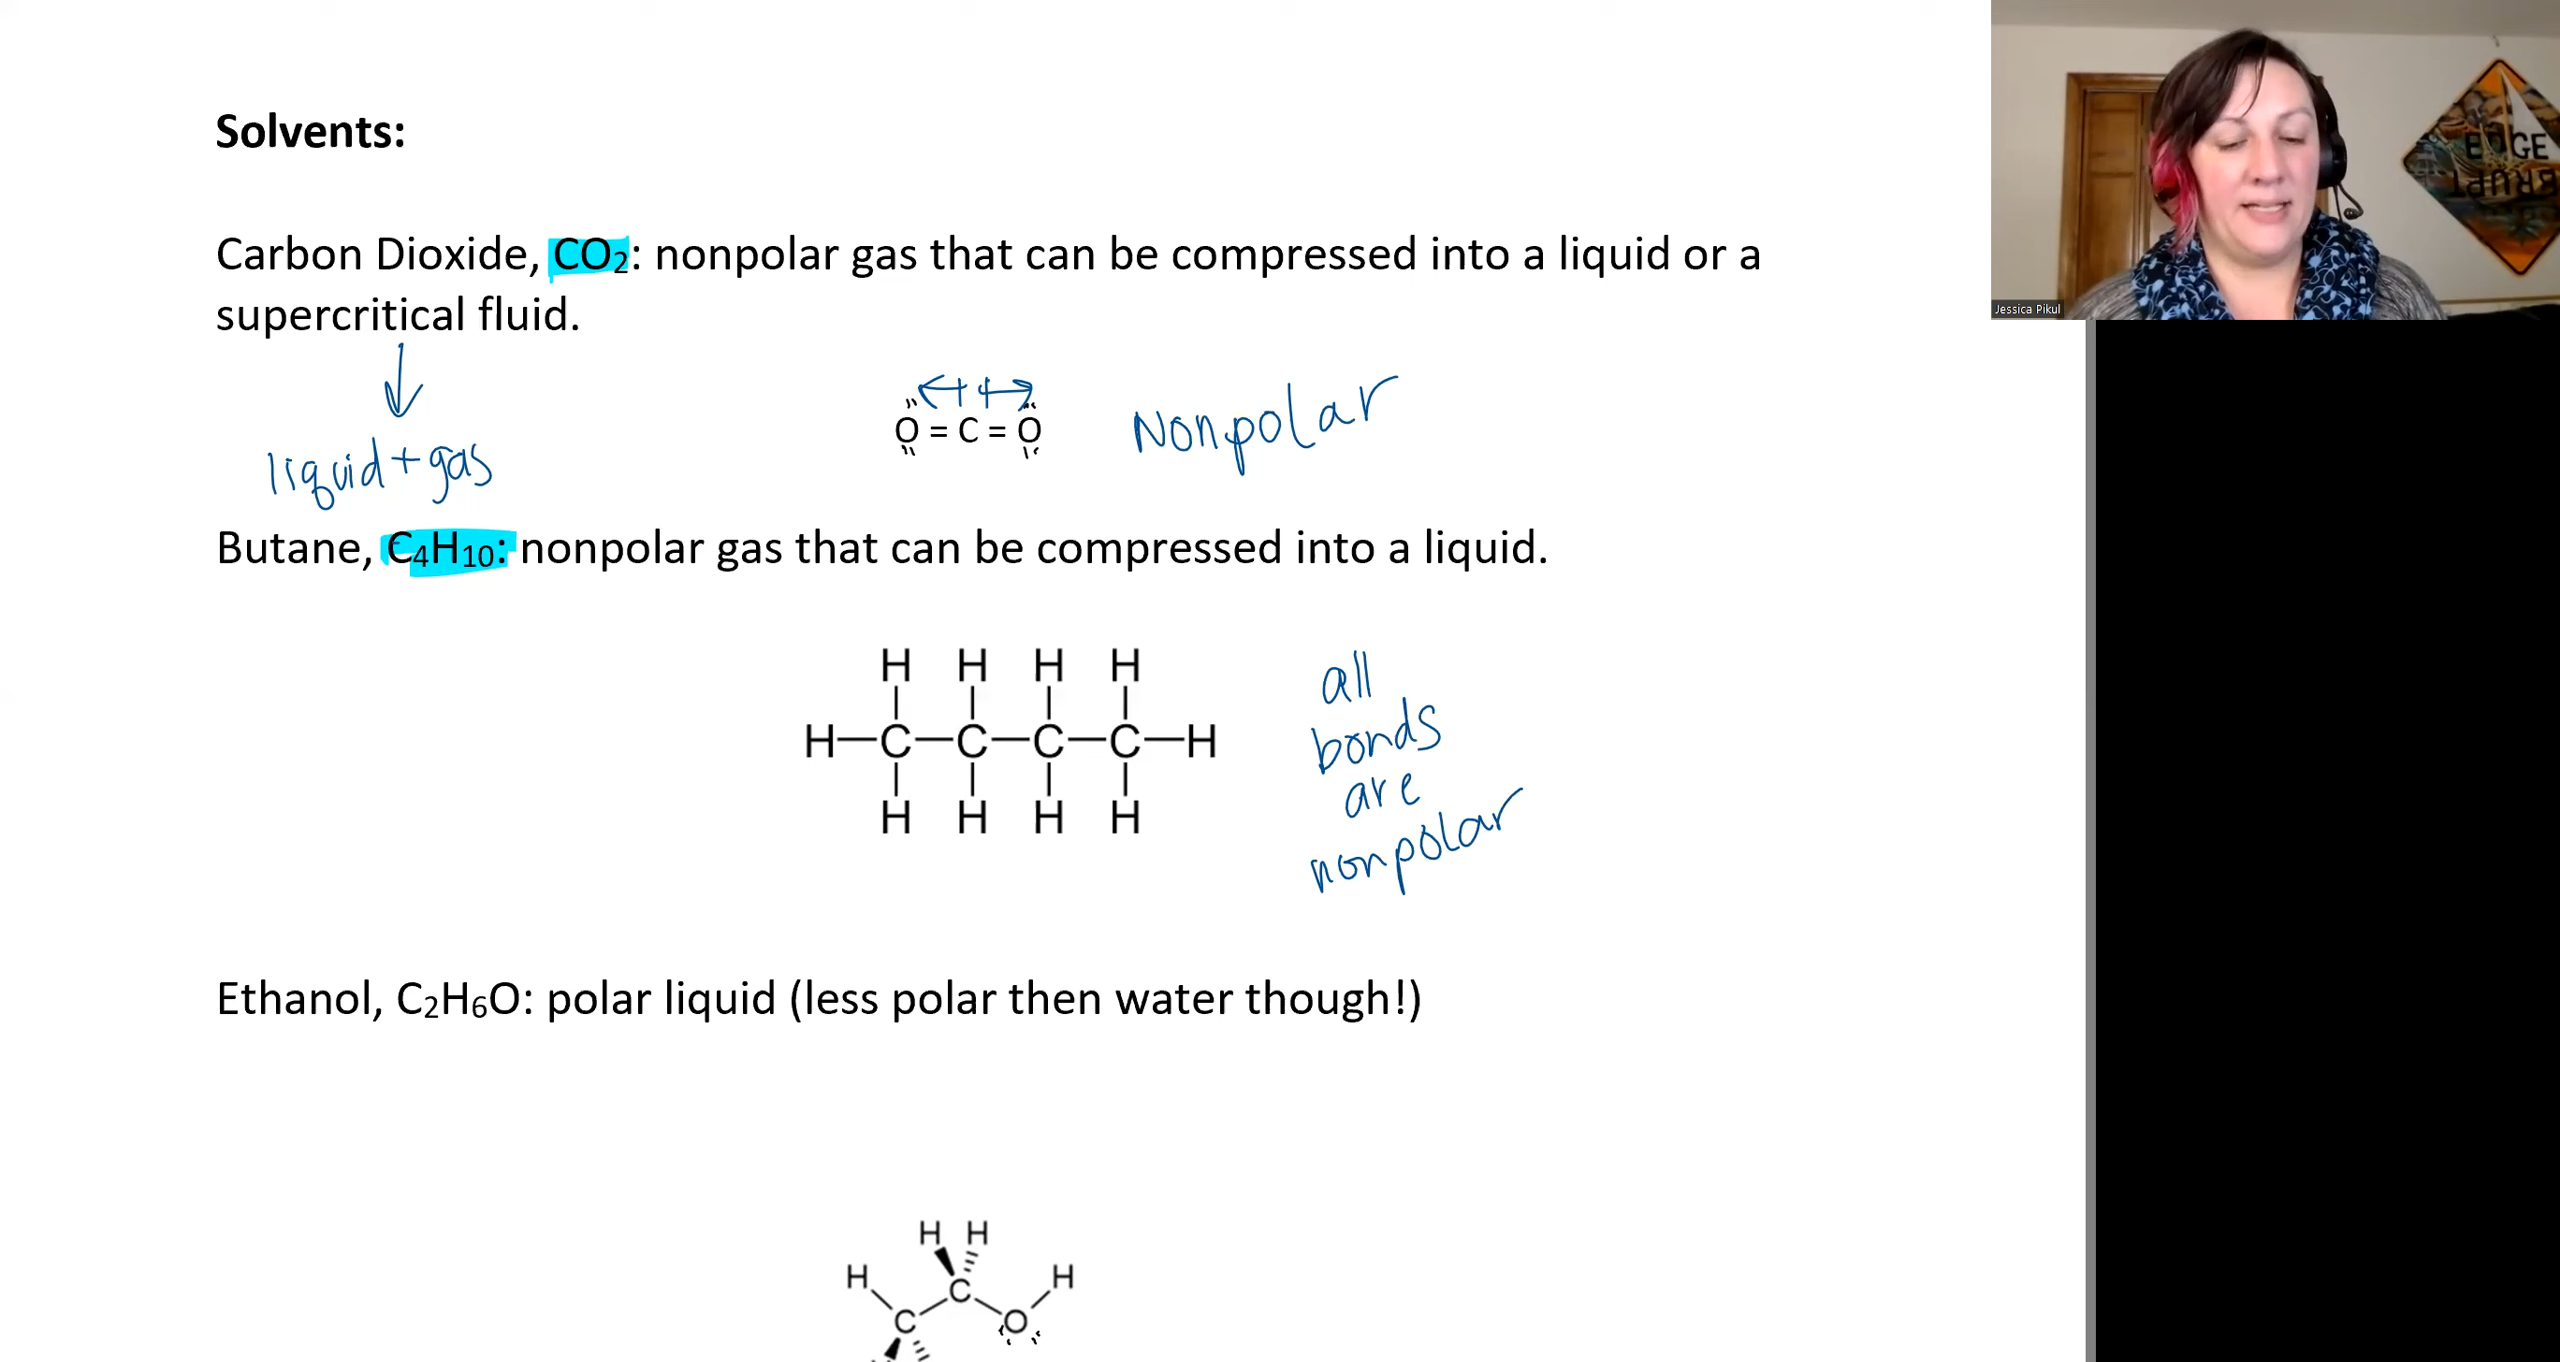 Solvents:
Carbon Dioxide, CO₂: nonpolar gas that can be compressed into a liquid or a
supercritical fluid.
O = C = O
Nonpolar
liquid + gas
Butane, C₄H₁₀: nonpolar gas that can be compressed into a liquid.
H H H H
H—C—C—C—C—H
H H H H
all
bonds
are
nonpolar
Ethanol, C₂H₆O: polar liquid (less polar then water though!)
H H
H H
C
C O
Jessica Pikul
EDGE